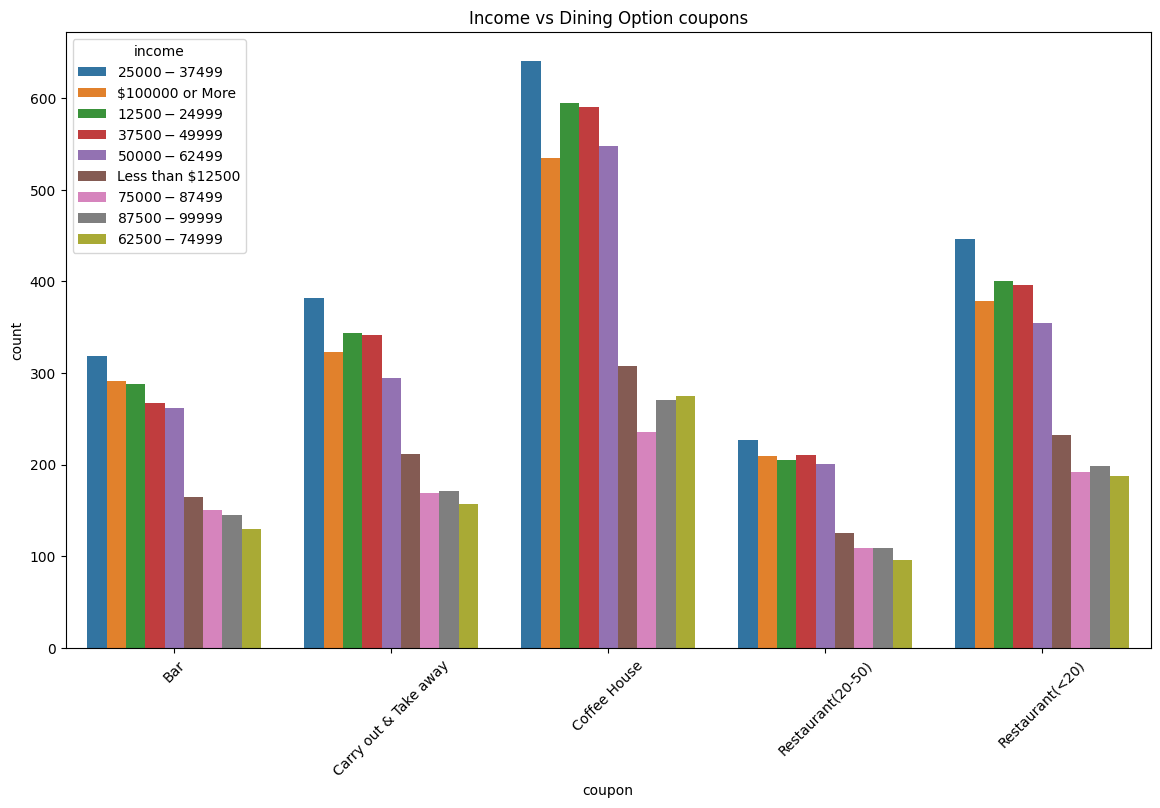 Income vs Dining Option coupons
income
25000 − 37499
$100000 or More
12500 − 24999
37500 − 49999
50000 − 62499
Less than $12500
75000 − 87499
87500 − 99999
62500 − 74999
count
600
500
400
300
200
100
0
Bar
Carry out & Take away
Coffee House
Restaurant(20-50)
Restaurant(<20)
coupon